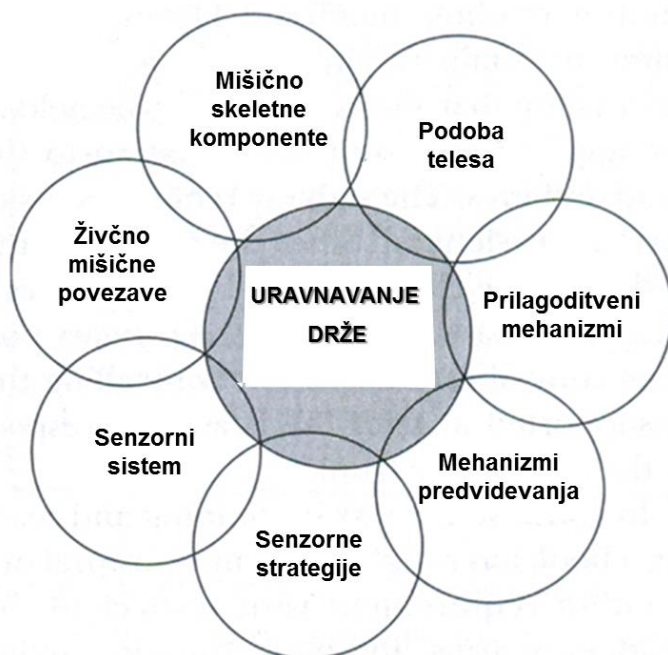 Mišično
skeletne
komponente
Podoba
telesa
Živčno
mišične
povezave
URAVNAVANJE
DRŽE
Prilagoditveni
mehanizmi
Senzorni
sistem
Mehanizmi
predvidevanja
Senzorne
strategije